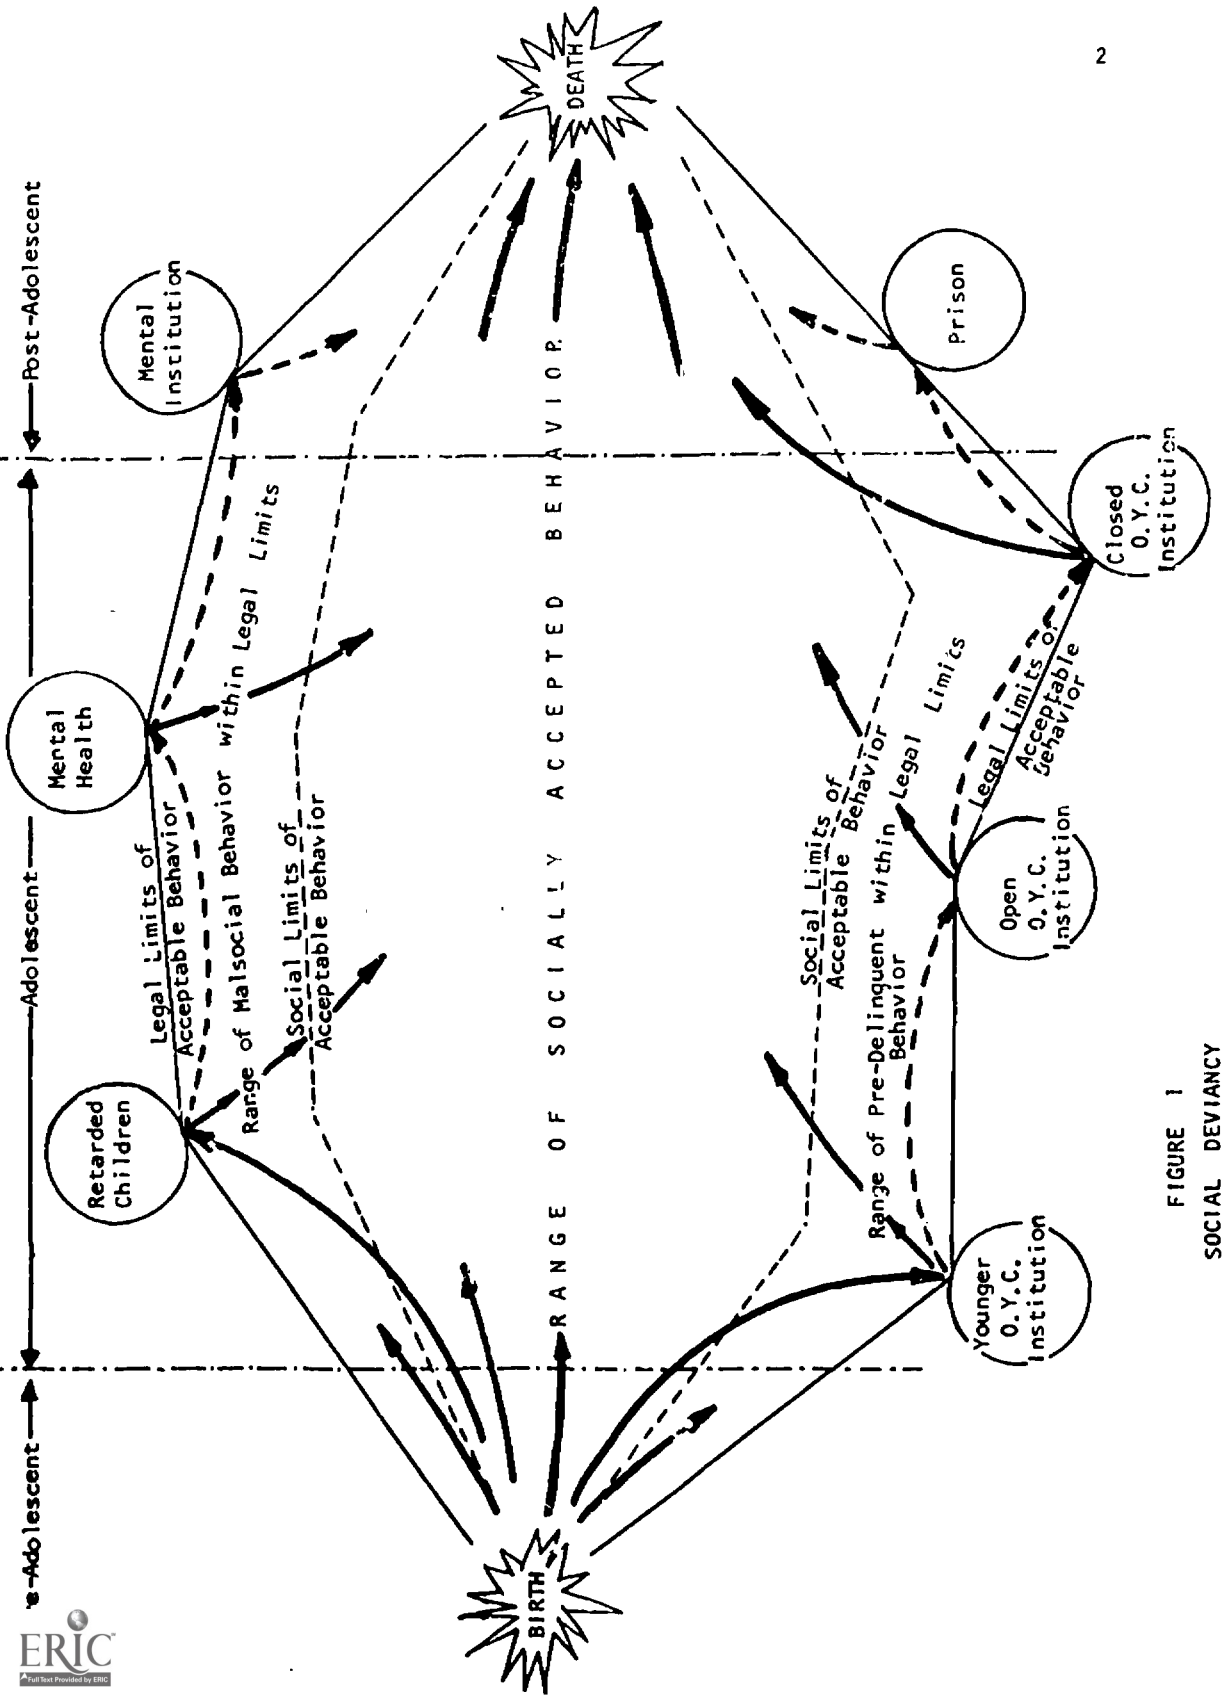 2
e-Adolescent
Adolescent
Post-Adolescent
Retarded
Children
Mental
Health
Mental
Institution
Legal Limits of
Acceptable Behavior
Range of Malsocial Behavior within Legal Limits
Social Limits of
Acceptable Behavior
BIRTH
RANGE OF SOCIALLY ACCEPTED BEHAVIOR
DEATH
Social Limits of
Acceptable Behavior
Range of Pre-Delinquent within Legal Limits
Behavior
Legal Limits of
Acceptable
Behavior
Younger
O.Y.C.
Institution
Open
O.Y.C.
Institution
Closed
O.Y.C.
Institution
Prison
FIGURE 1
SOCIAL DEVIANCY
ERIC
Full Text Provided by ERIC